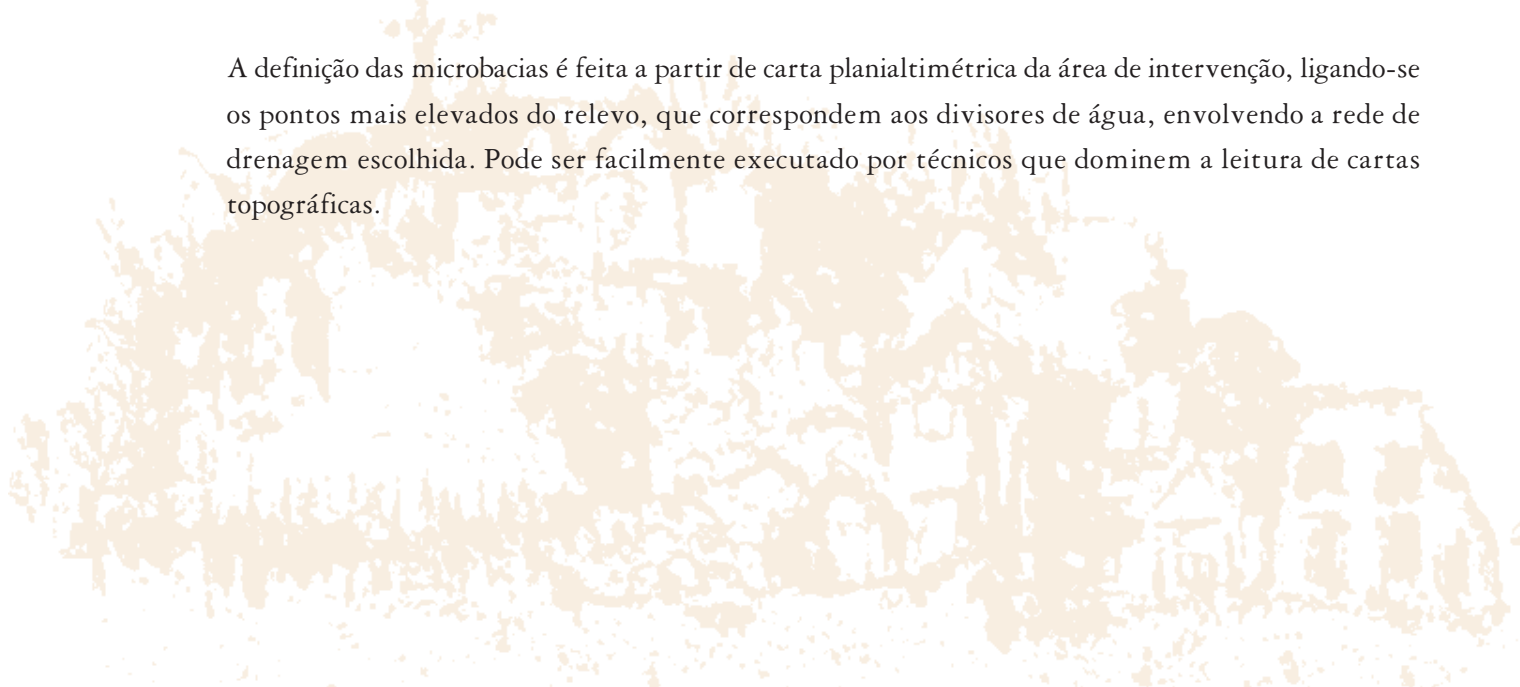 A definição das microbacias é feita a partir de carta planialtimétrica da área de intervenção, ligando-se
os pontos mais elevados do relevo, que correspondem aos divisores de água, envolvendo a rede de
drenagem escolhida. Pode ser facilmente executado por técnicos que dominem a leitura de cartas
topográficas.